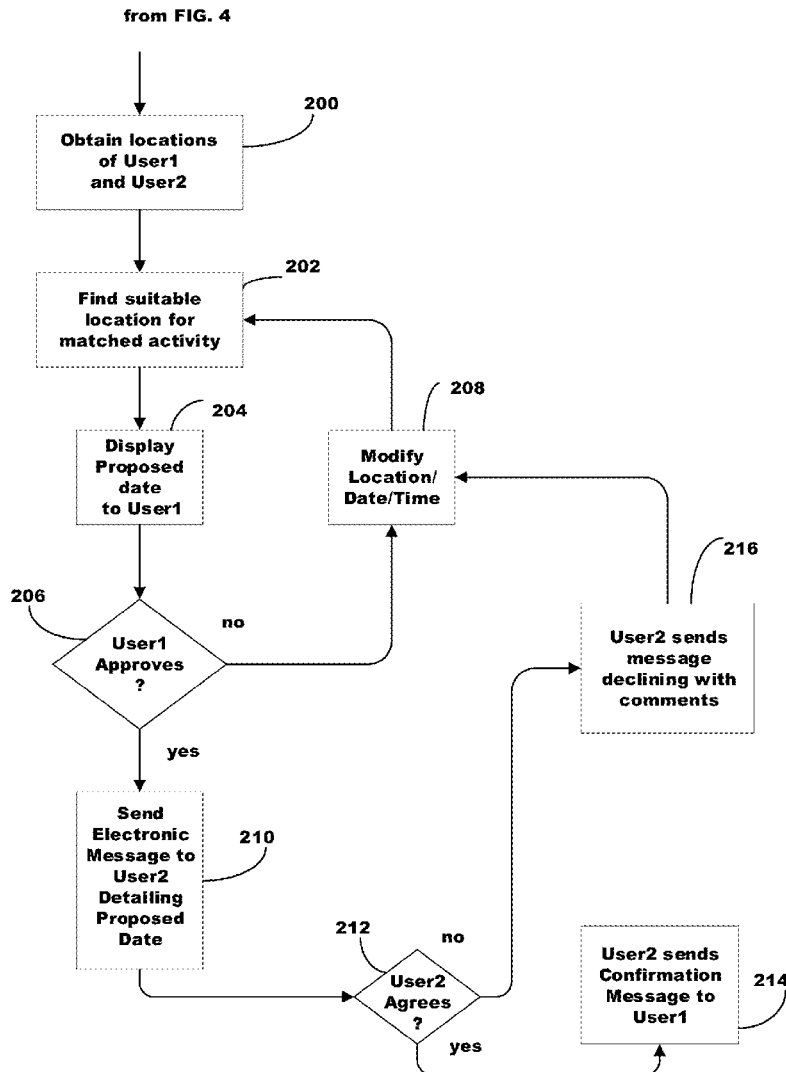 from FIG. 4
200
Obtain locations
of User1
and User2
202
Find suitable
location for
matched activity
204
Display
Proposed
date
to User1
208
Modify
Location/
Date/Time
216
User2 sends
message
declining with
comments
206
User1
Approves
?
no
yes
Send
Electronic
Message to
User2
Detailing
Proposed
Date
210
212
User2
Agrees
?
no
yes
User2 sends
Confirmation
Message to
User1
214